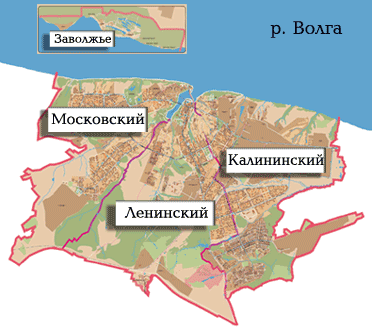 Заволжье
р. Волга
Московский
Калининский
Ленинский